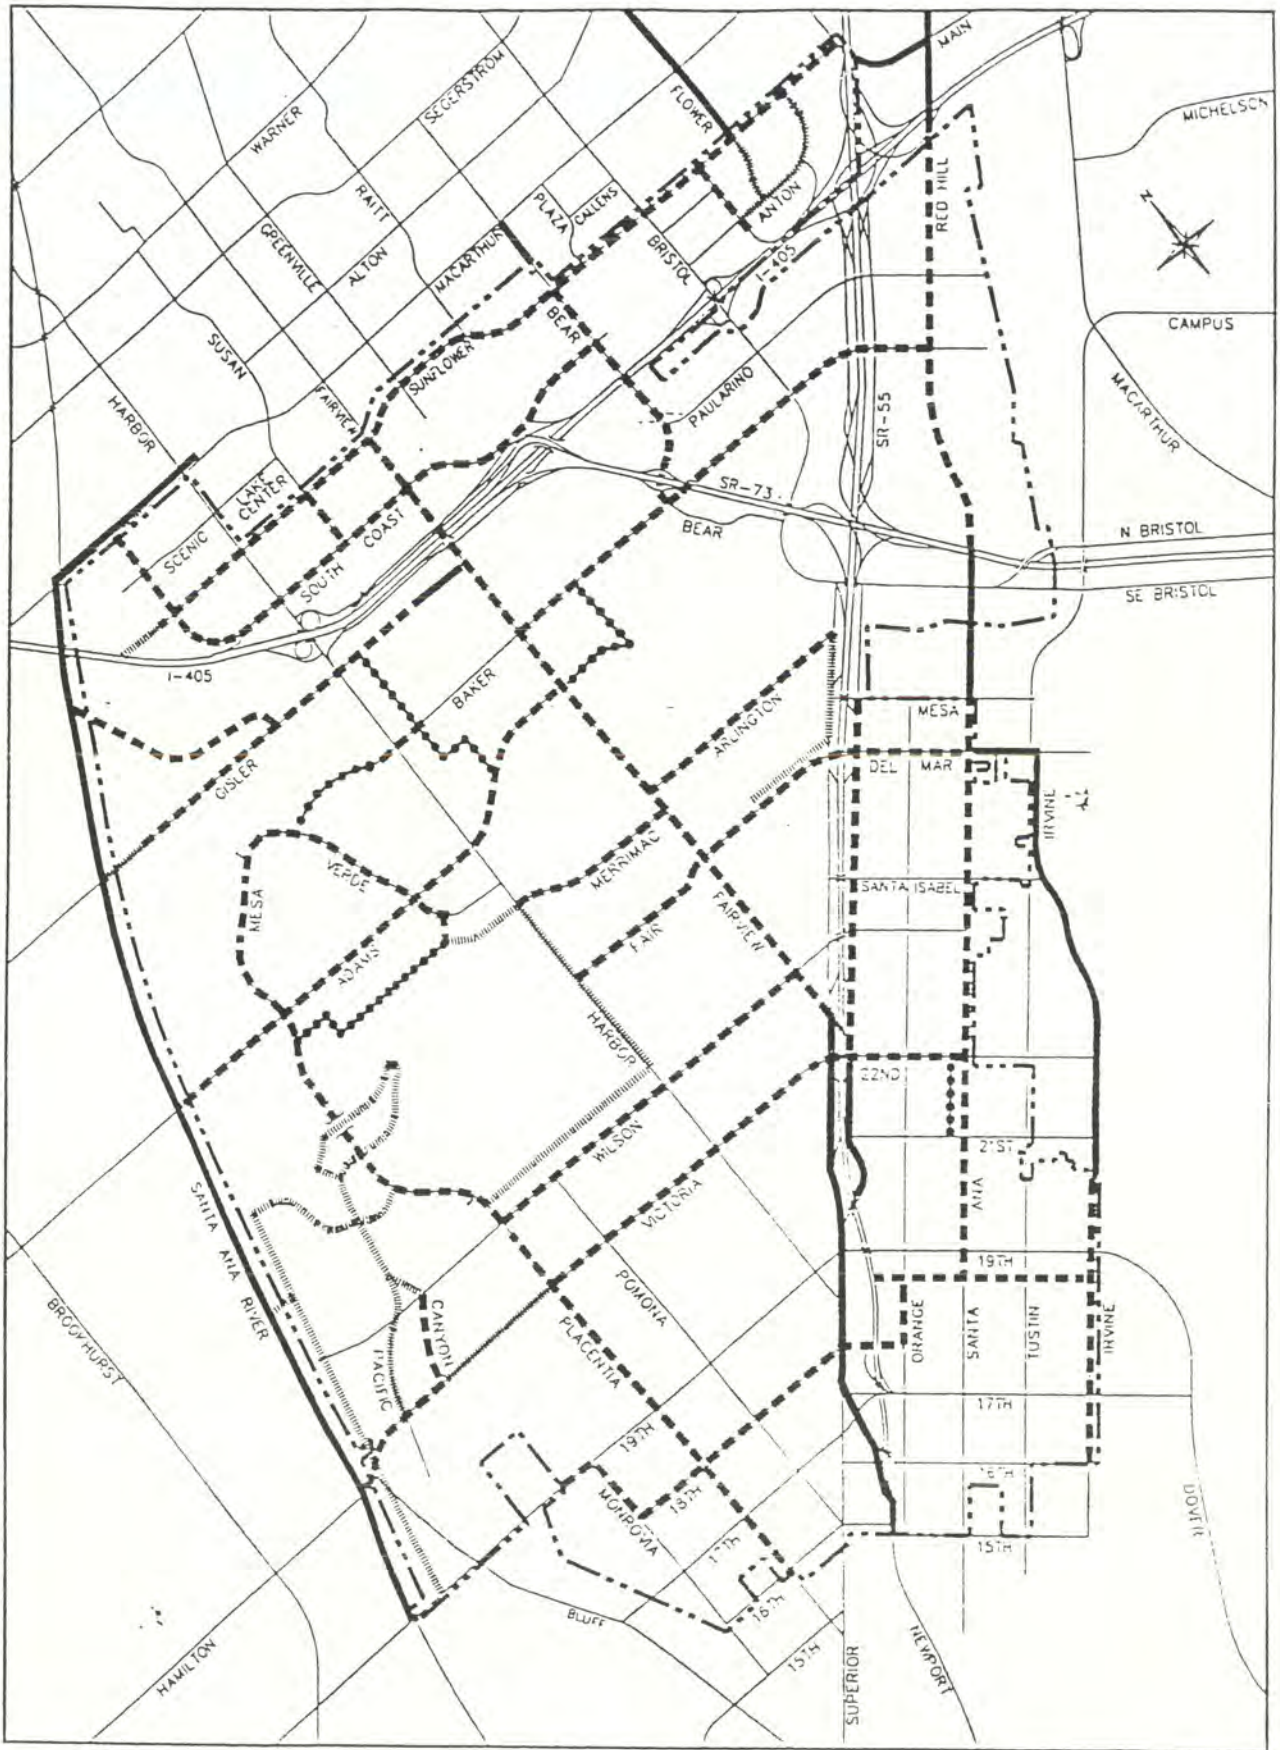 MAIN
FLOWER
SEGERSTROM
WARNER
MICHELSON
RAITT
PLAZA
CALLENS
ANTON
RED HILL
N
GREENVILLE
ALTON
MACARTHUR
BRISTOL
I-405
SUSAN
SUNFLOWER
BEAR
CAMPUS
HARBOR
FAIRVIEW
PAULARINO
SR-55
MACARTHUR
LAKE
CENTER
SCENIC
SOUTH COAST
SR-73
BEAR
N BRISTOL
SE BRISTOL
I-405
BAKER
ARLINGTON
MESA
GISLER
DEL MAR
IRVINE
MESA VERDE
MERRIMAC
SANTA ISABEL
FAIR
FAIRVIEW
ADAMS
HARBOR
22ND
WILSON
21ST
SANTA ANA RIVER
VICTORIA
19TH
BROOKHURST
POMONA
CANYON
PACIFIC
PLACENTIA
ORANGE
SANTA ANA
TUSTIN
IRVINE
17TH
19TH
MONROVIA
18TH
17TH
16TH
16TH
15TH
DOVER
BLUFF
15TH
HAMILTON
SUPERIOR
NEWPORT